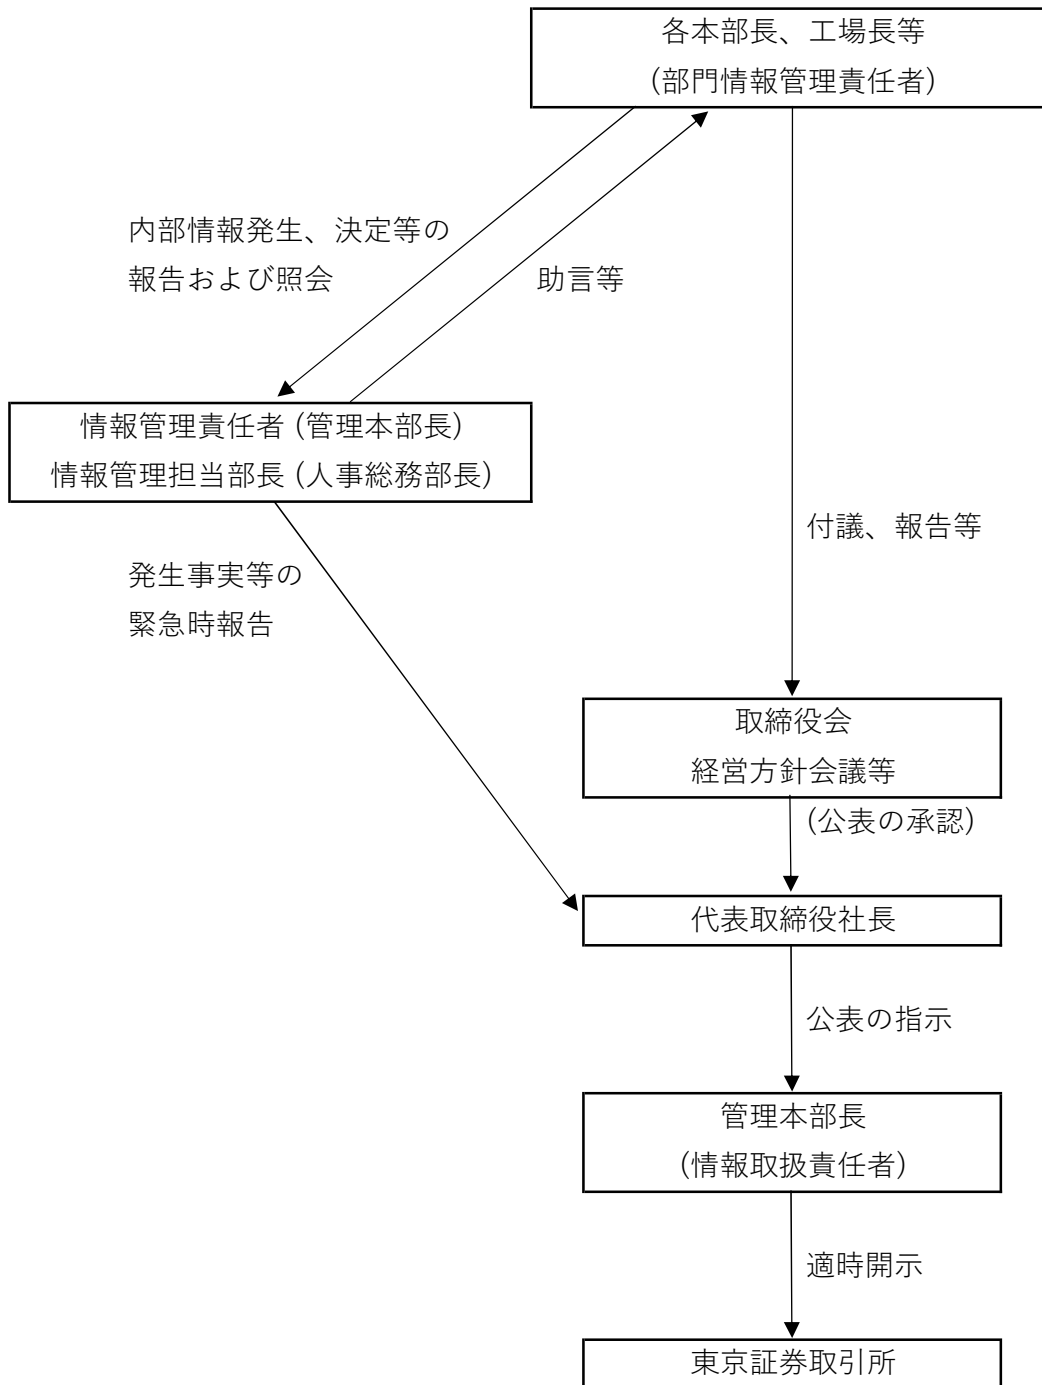 各本部長、工場長等
(部門情報管理責任者)
内部情報発生、決定等の
報告および照会
助言等
情報管理責任者 (管理本部長)
情報管理担当部長 (人事総務部長)
付議、報告等
発生事実等の
緊急時報告
取締役会
経営方針会議等
(公表の承認)
代表取締役社長
公表の指示
管理本部長
(情報取扱責任者)
適時開示
東京証券取引所